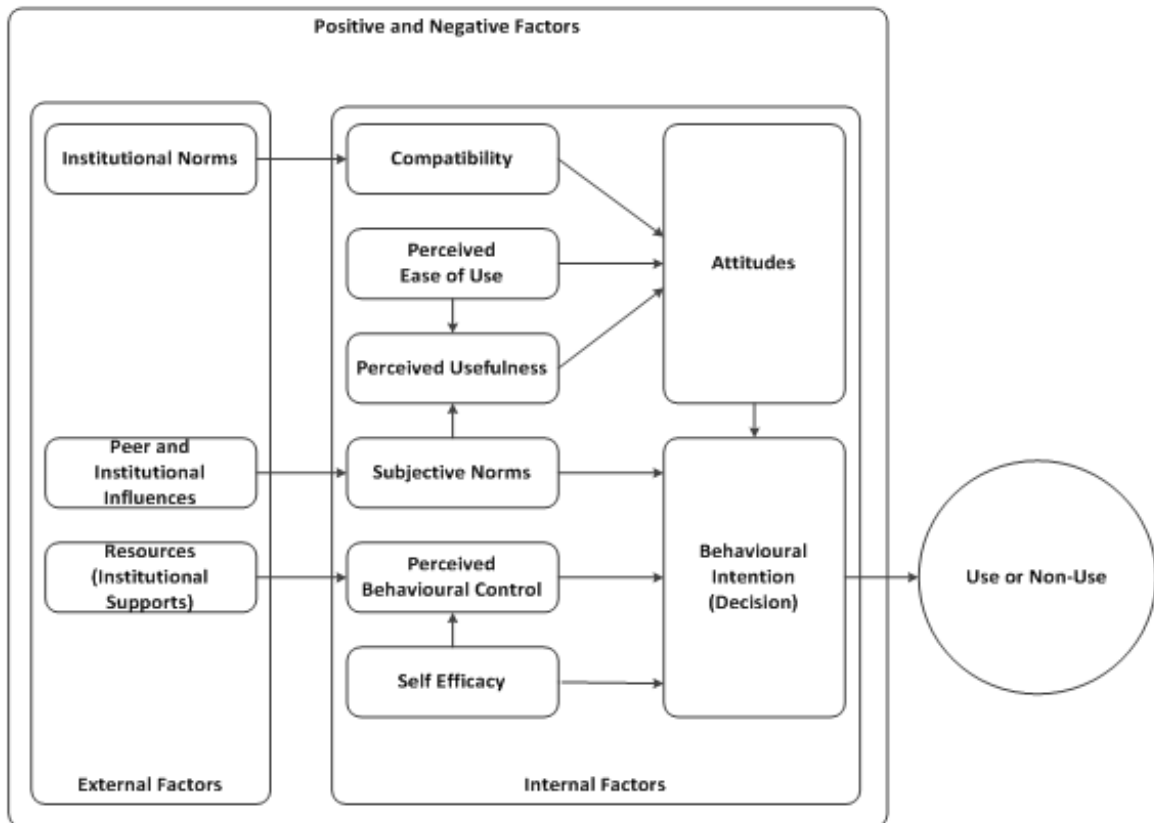 Positive and Negative Factors
Institutional Norms
Compatibility
Perceived
Ease of Use
Attitudes
Perceived Usefulness
Peer and
Institutional
Influences
Subjective Norms
Resources
(Institutional
Supports)
Perceived
Behavioural Control
Behavioural
Intention
(Decision)
Use or Non-Use
Self Efficacy
External Factors
Internal Factors